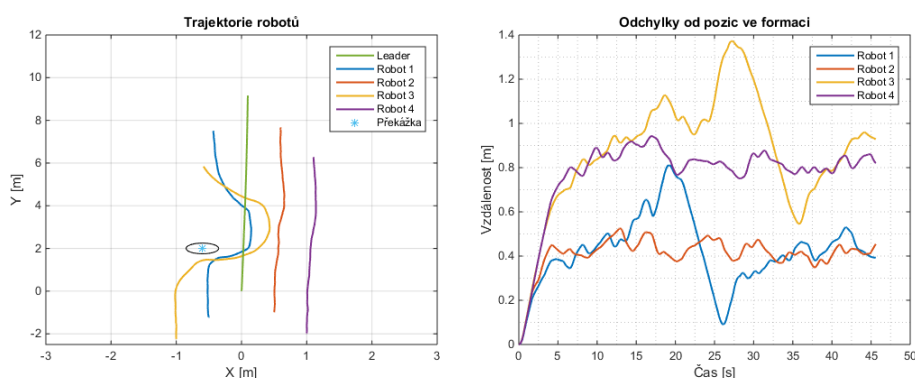 Trajektorie robotů
12
10
8
6
4
2
0
-2
Y [m]
-3
-2
-1
0
1
2
3
X [m]
Leader
Robot 1
Robot 2
Robot 3
Robot 4
Překážka
Odchylky od pozic ve formaci
1.4
1.2
1
0.8
0.6
0.4
0.2
0
Vzdálenost [m]
0
5
10
15
20
25
30
35
40
45
50
Čas [s]
Robot 1
Robot 2
Robot 3
Robot 4